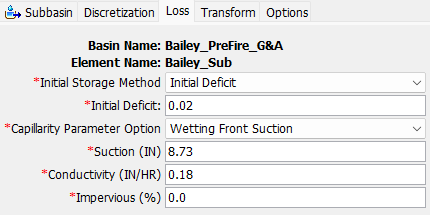 Subbasin Discretization Loss Transform Options
Basin Name: Bailey_PreFire_G&A
Element Name: Bailey_Sub
*Initial Storage Method Initial Deficit
*Initial Deficit: 0.02
*Capillarity Parameter Option Wetting Front Suction
*Suction (IN) 8.73
*Conductivity (IN/HR) 0.18
*Impervious (%) 0.0